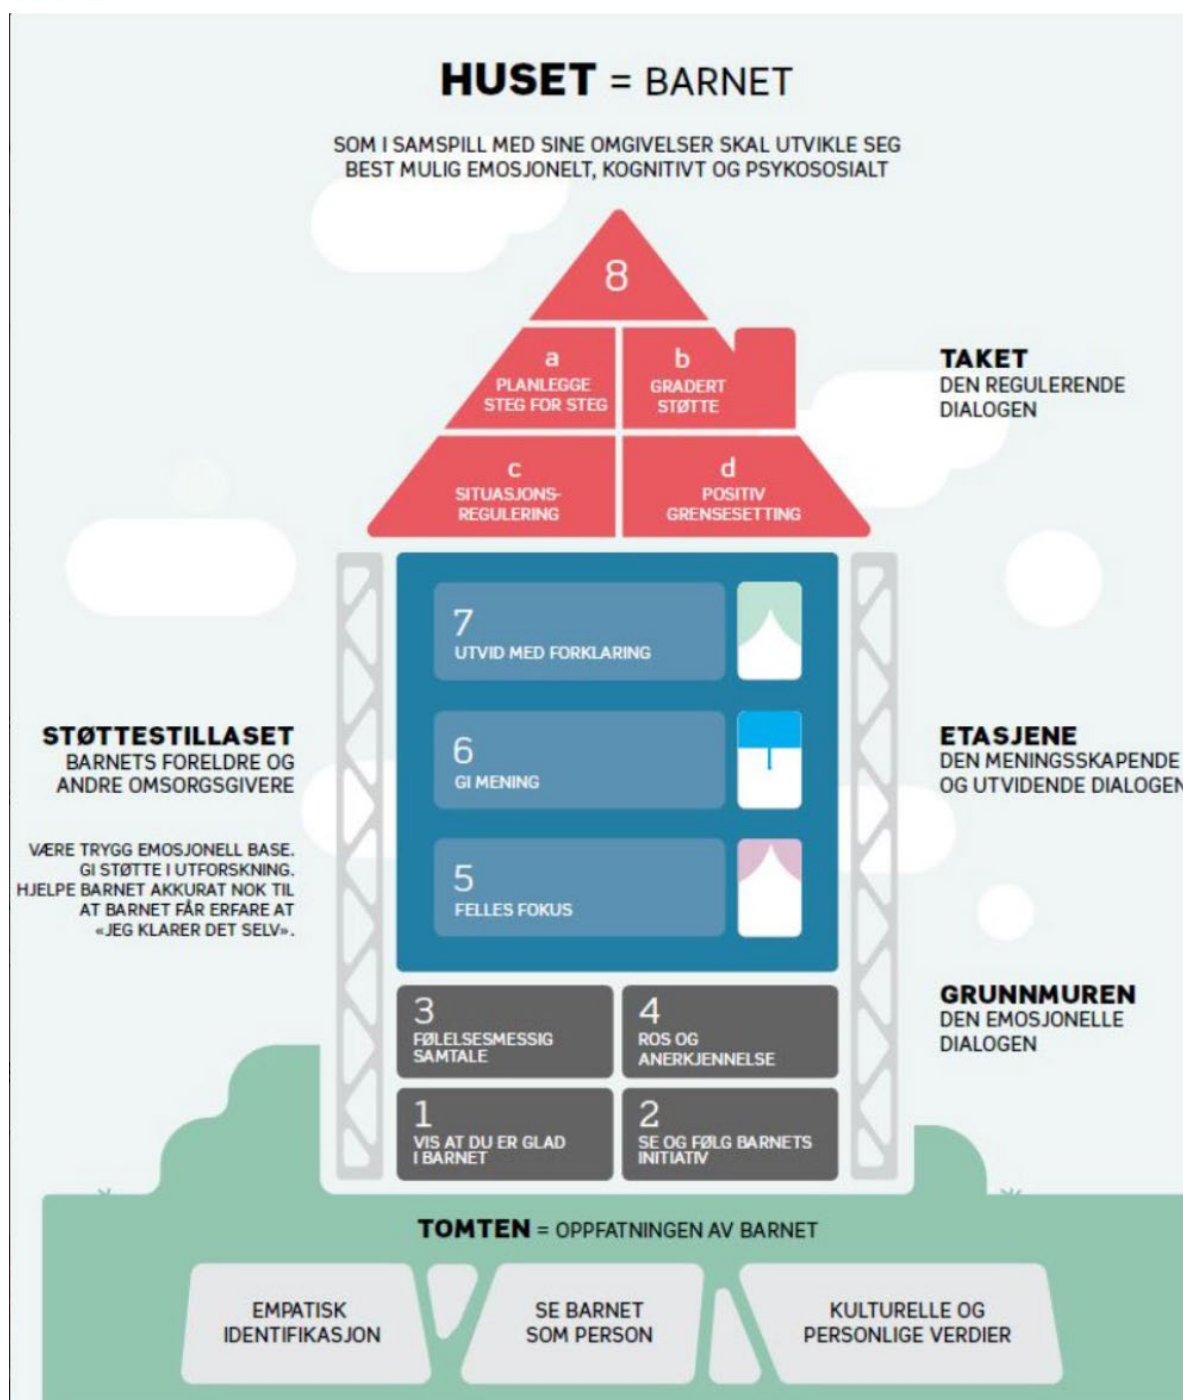 HUSET = BARNET
SOM I SAMSPILL MED SINE OMGIVELSER SKAL UTVIKLE SEG
BEST MULIG EMOSJONELT, KOGNITIVT OG PSYKOSOSIALT
8
a
PLANLEGGE
STEG FOR STEG
b
GRADERT
STØTTE
c
SITUASJONS-
REGULERING
d
POSITIV
GRENSESETTING
TAKET
DEN REGULERENDE
DIALOGEN
7
UTVID MED FORKLARING
6
GI MENING
5
FELLES FOKUS
STØTTESTILLASET
BARNETS FORELDRE OG
ANDRE OMSORGSGIVERE
VÆRE TRYGG EMOSJONELL BASE.
GI STØTTE I UTFORSKNING.
HJELPE BARNET AKKURAT NOK TIL
AT BARNET FÅR ERFARE AT
«JEG KLARER DET SELV».
ETASJENE
DEN MENINGSSKAPENDE
OG UTVIDENDE DIALOGEN
3
FØLELSESMESSIG
SAMTALE
4
ROS OG
ANERKJENNELSE
1
VIS AT DU ER GLAD
I BARNET
2
SE OG FØLG BARNETS
INITIATIV
GRUNNMUREN
DEN EMOSJONELLE
DIALOGEN
TOMTEN = OPPFATNINGEN AV BARNET
EMPATISK
IDENTIFIKASJON
SE BARNET
SOM PERSON
KULTURELLE OG
PERSONLIGE VERDIER